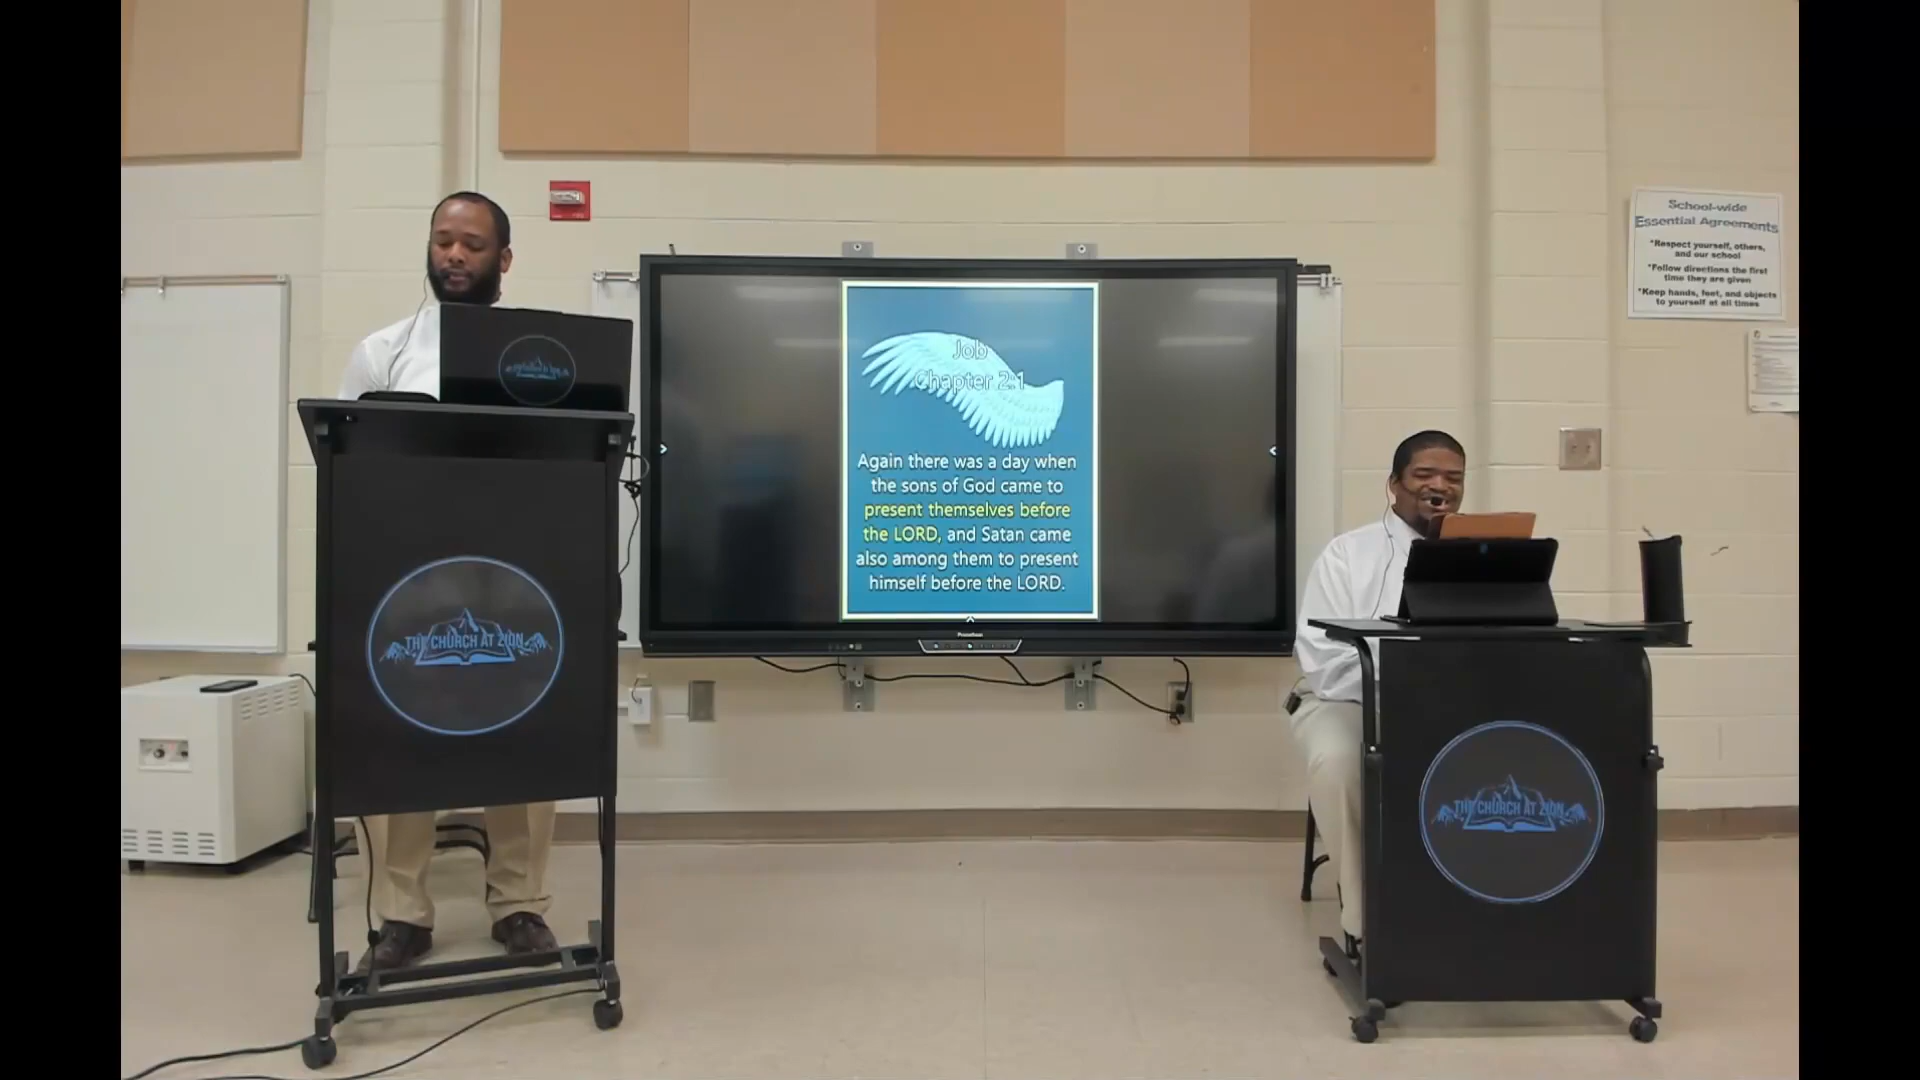 Job
Chapter 2:1
Again there was a day when
the sons of God came to
present themselves before
the LORD, and Satan came
also among them to present
himself before the LORD.
Promethean
School-wide
Essential Agreements
*Respect yourself, others,
and our school
*Follow directions the first
time they are given
*Keep hands, feet, and objects
to yourself at all times
THE CHURCH AT ZION
THE CHURCH AT ZION